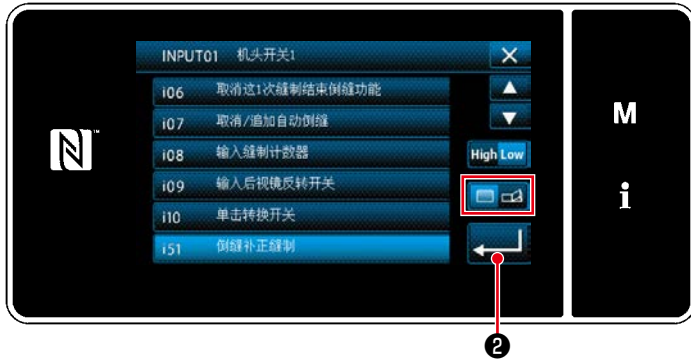 INPUT01 机头开关1
i06 取消这1次缝制结束倒缝功能
i07 取消/追加自动倒缝
i08 输入缝制计数器
i09 输入后视镜反转开关
i10 单击转换开关
i51 倒缝补正缝制
High Low
M
i
❷